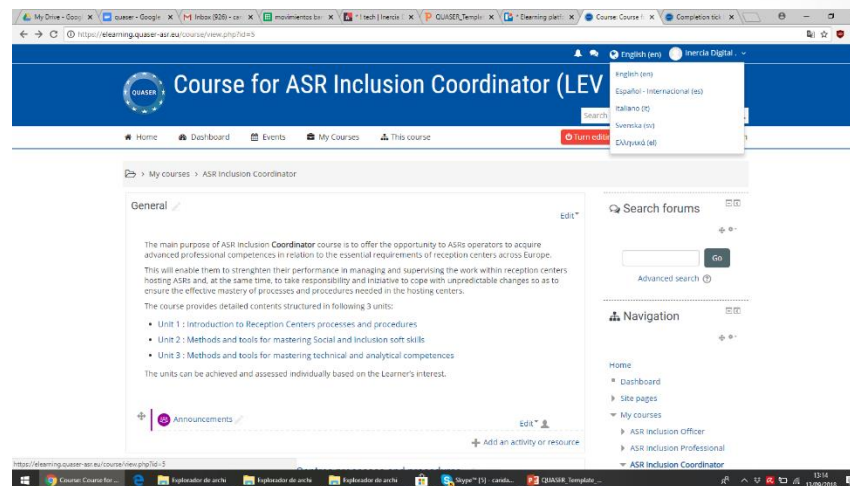 My Drive - Goog
quaser - Google
M Inbox (926) - car
movimientos ba
* I tech | Inercia
QUASER_Templ
* Elearning platf
Course: Course f
Completion tick
https://elearning.quaser-asr.eu/course/view.php?id=5
English (en)
Inercia Digital .
English (en)
Español - Internacional (es)
Italiano (it)
Svenska (sv)
Ελληνικά (el)
QUASER
Course for ASR Inclusion Coordinator (LEV
Search
Home Dashboard Events My Courses This course
Turn editi
> My courses > ASR Inclusion Coordinator
General
Edit
The main purpose of ASR Inclusion Coordinator course is to offer the opportunity to ASRs operators to acquire
advanced professional competences in relation to the essential requirements of reception centers across Europe.
This will enable them to strenghten their performance in managing and supervising the work within reception centers
hosting ASRs and, at the same time, to take responsibility and initiative to cope with unpredictable changes so as to
ensure the effective mastery of processes and procedures needed in the hosting centers.
The course provides detailed contents structured in following 3 units:
• Unit 1 : Introduction to Reception Centers processes and procedures
• Unit 2 : Methods and tools for mastering Social and Inclusion soft skills
• Unit 3 : Methods and tools for mastering technical and analytical competences
The units can be achieved and assessed individually based on the Learner's interest.
Announcements
Edit
Add an activity or resource
Search forums
Go
Advanced search
Navigation
Home
Dashboard
Site pages
My courses
ASR Inclusion Officer
ASR Inclusion Professional
ASR Inclusion Coordinator
https://elearning.quaser-asr.eu/course/view.php?id=5
Course: Course for ...
Explorador de archi
Explorador de archi
Explorador de archi
Skype™ [5] - carida...
QUASER_Template_...
13:14
13/09/2018